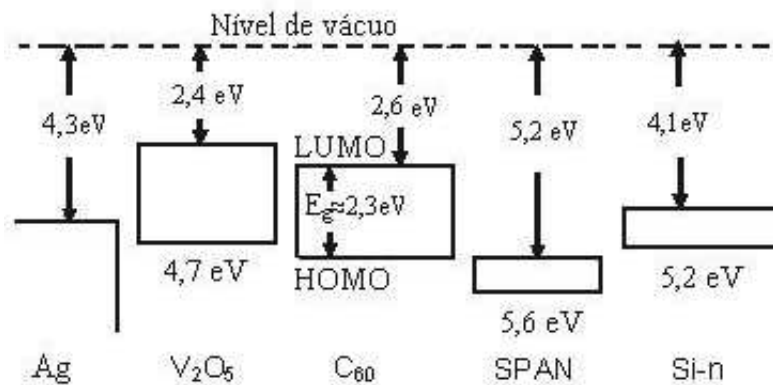 Nível de vácuo
4,3eV
2,4 eV
2,6 eV
5,2 eV
4,1eV
LUMO
Eg≈2,3eV
HOMO
4,7 eV
5,6 eV
5,2 eV
Ag
V₂O₅
C₆₀
SPAN
Si-n